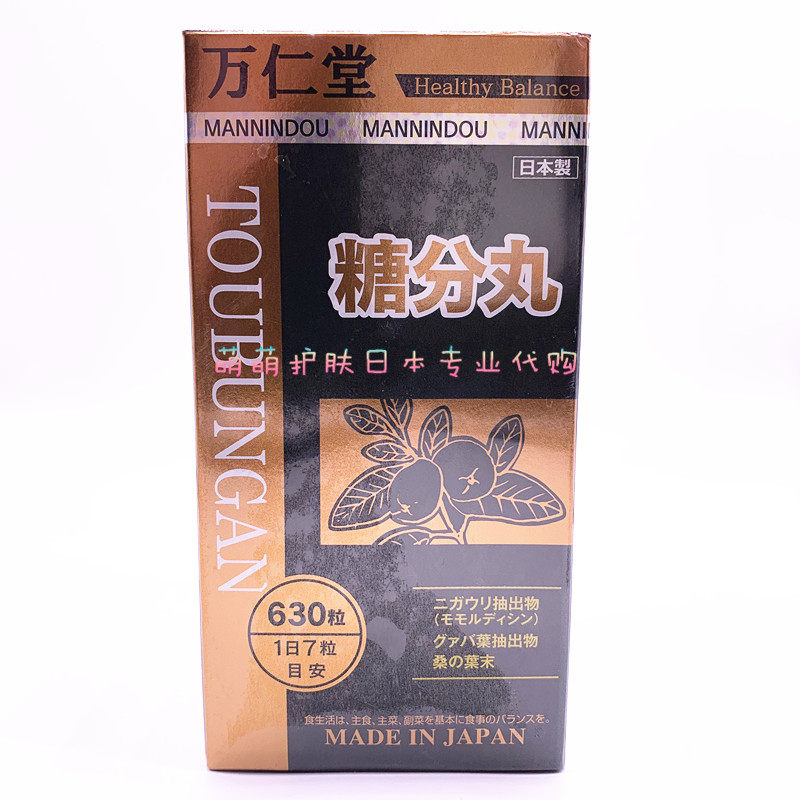 万仁堂
Healthy Balance
MANNINDOU MANNINDOU MANNI
日本製
糖分丸
TOUBUNGAN
萌萌护肤日本专业代购
630粒
1日7粒
目安
ニガウリ抽出物
(モモルディシン)
グァバ葉抽出物
桑の葉末
食生活は、主食、主菜、副菜を基本に食事のバランスを。
MADE IN JAPAN